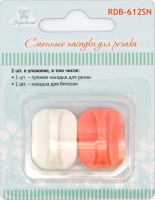 RDB-612SN
Рукоделие
Сменные насадки для резака
2 шт. в упаковке, в том числе:
• 1 шт. – прямая насадка для резки
• 1 шт. – насадка для биговки